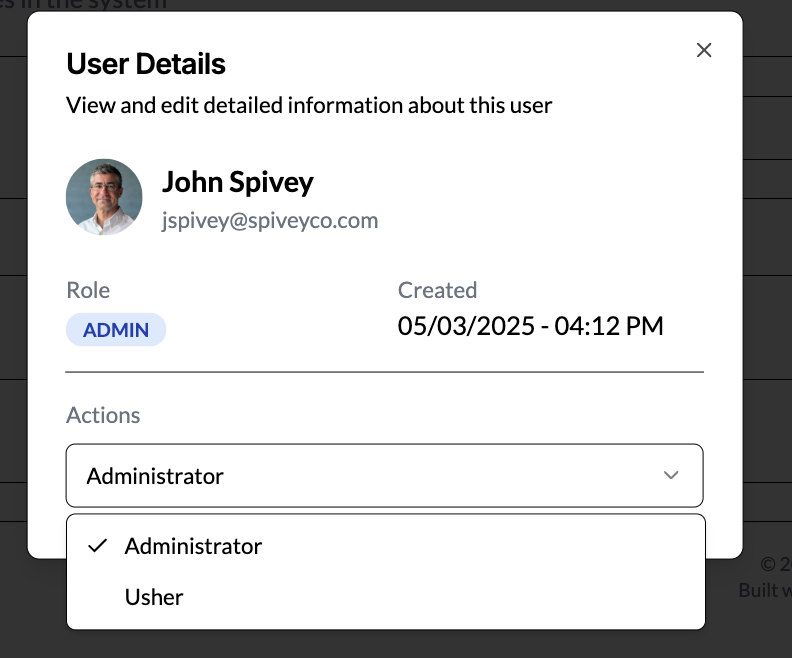 es in the system
User Details
View and edit detailed information about this user
John Spivey
jspivey@spiveyco.com
Role
Created
ADMIN
05/03/2025 - 04:12 PM
Actions
Administrator
Administrator
Usher
© 2
Built w